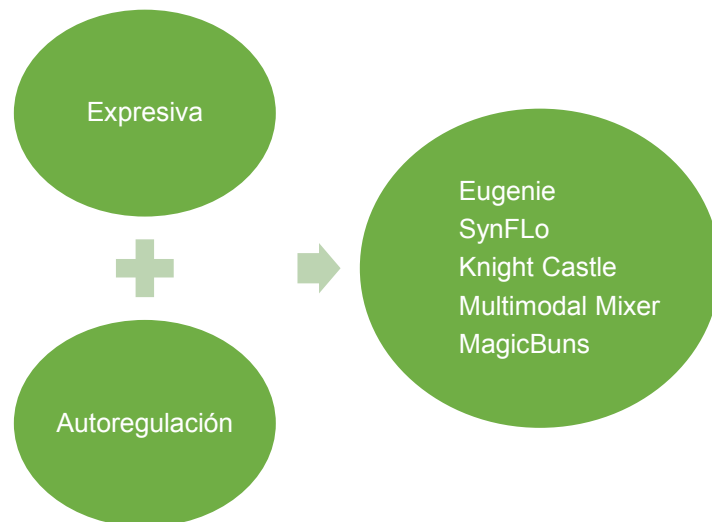 Expresiva
Autoregulación
Eugenie
SynFLo
Knight Castle
Multimodal Mixer
MagicBuns